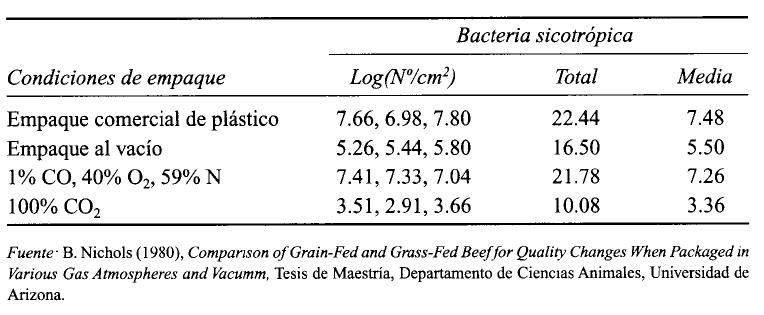 Bacteria sicotrópica
Condiciones de empaque Log(Nº/cm²) Total Media
Empaque comercial de plástico 7.66, 6.98, 7.80 22.44 7.48
Empaque al vacío 5.26, 5.44, 5.80 16.50 5.50
1% CO, 40% O₂, 59% N 7.41, 7.33, 7.04 21.78 7.26
100% CO₂ 3.51, 2.91, 3.66 10.08 3.36
Fuente· B. Nichols (1980), Comparison of Grain-Fed and Grass-Fed Beef for Quality Changes When Packaged in
Various Gas Atmospheres and Vacumm, Tesis de Maestría, Departamento de Ciencias Animales, Universidad de
Arizona.